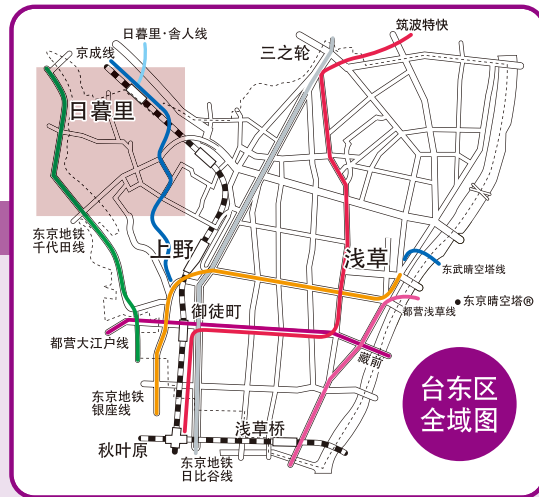 日暮里·舎人线
京成线
筑波特快
三之轮
日暮里
东京地铁
千代田线
上野
浅草
东武晴空塔线
东京晴空塔®
都营浅草线
御徒町
都营大江户线
藏前
台东区
全域图
东京地铁
银座线
浅草桥
秋叶原
东京地铁
日比谷线